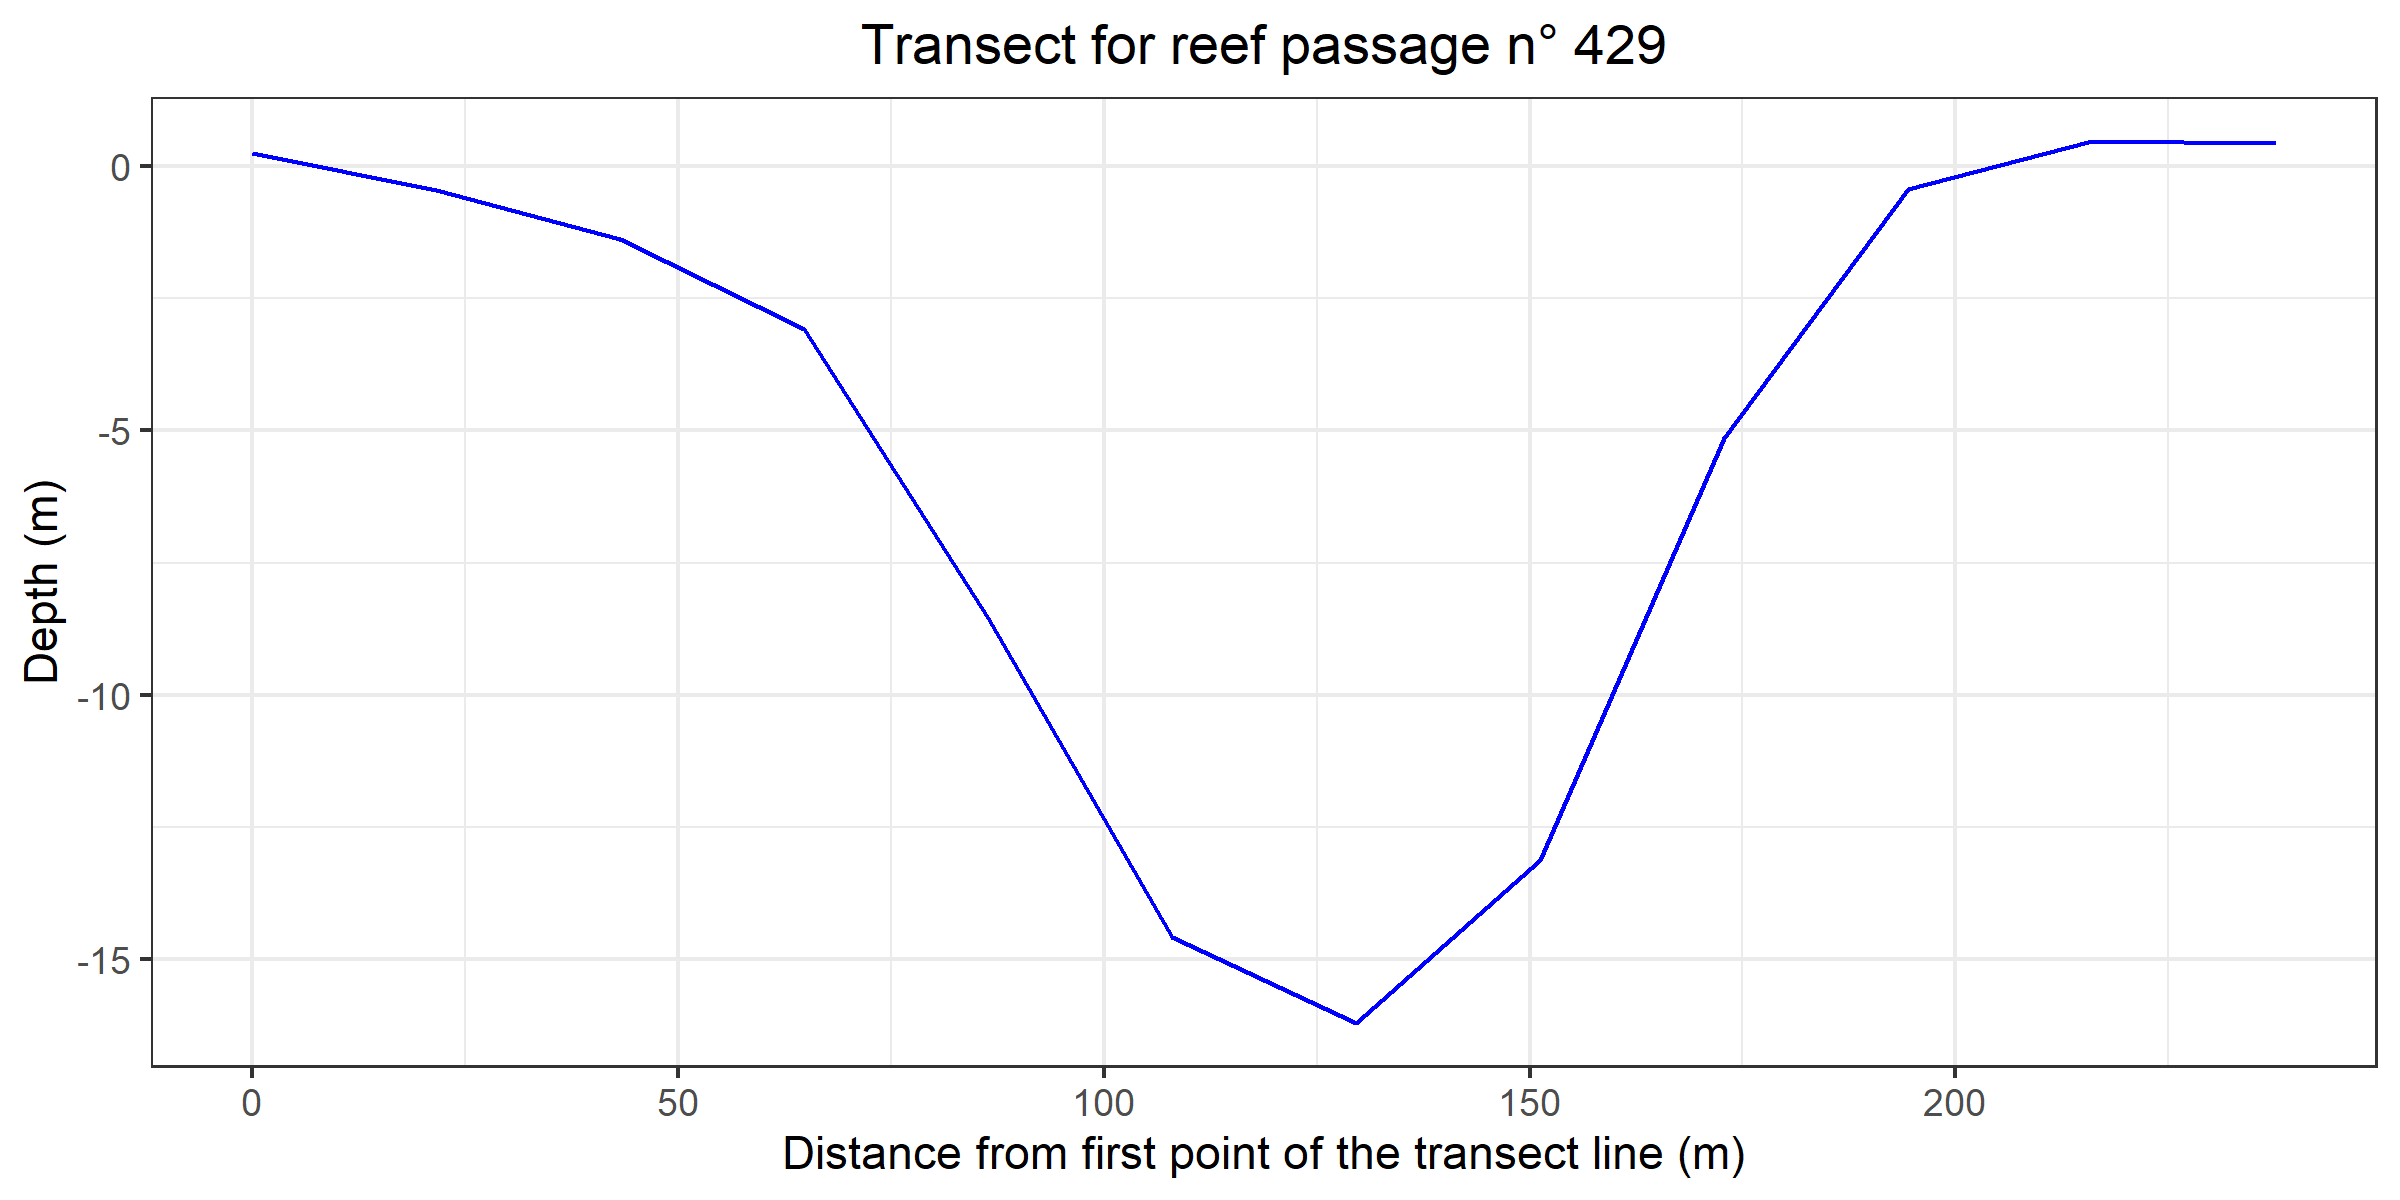 Transect for reef passage n° 429
0
-5
-10
-15
Depth (m)
0 50 100 150 200
Distance from first point of the transect line (m)